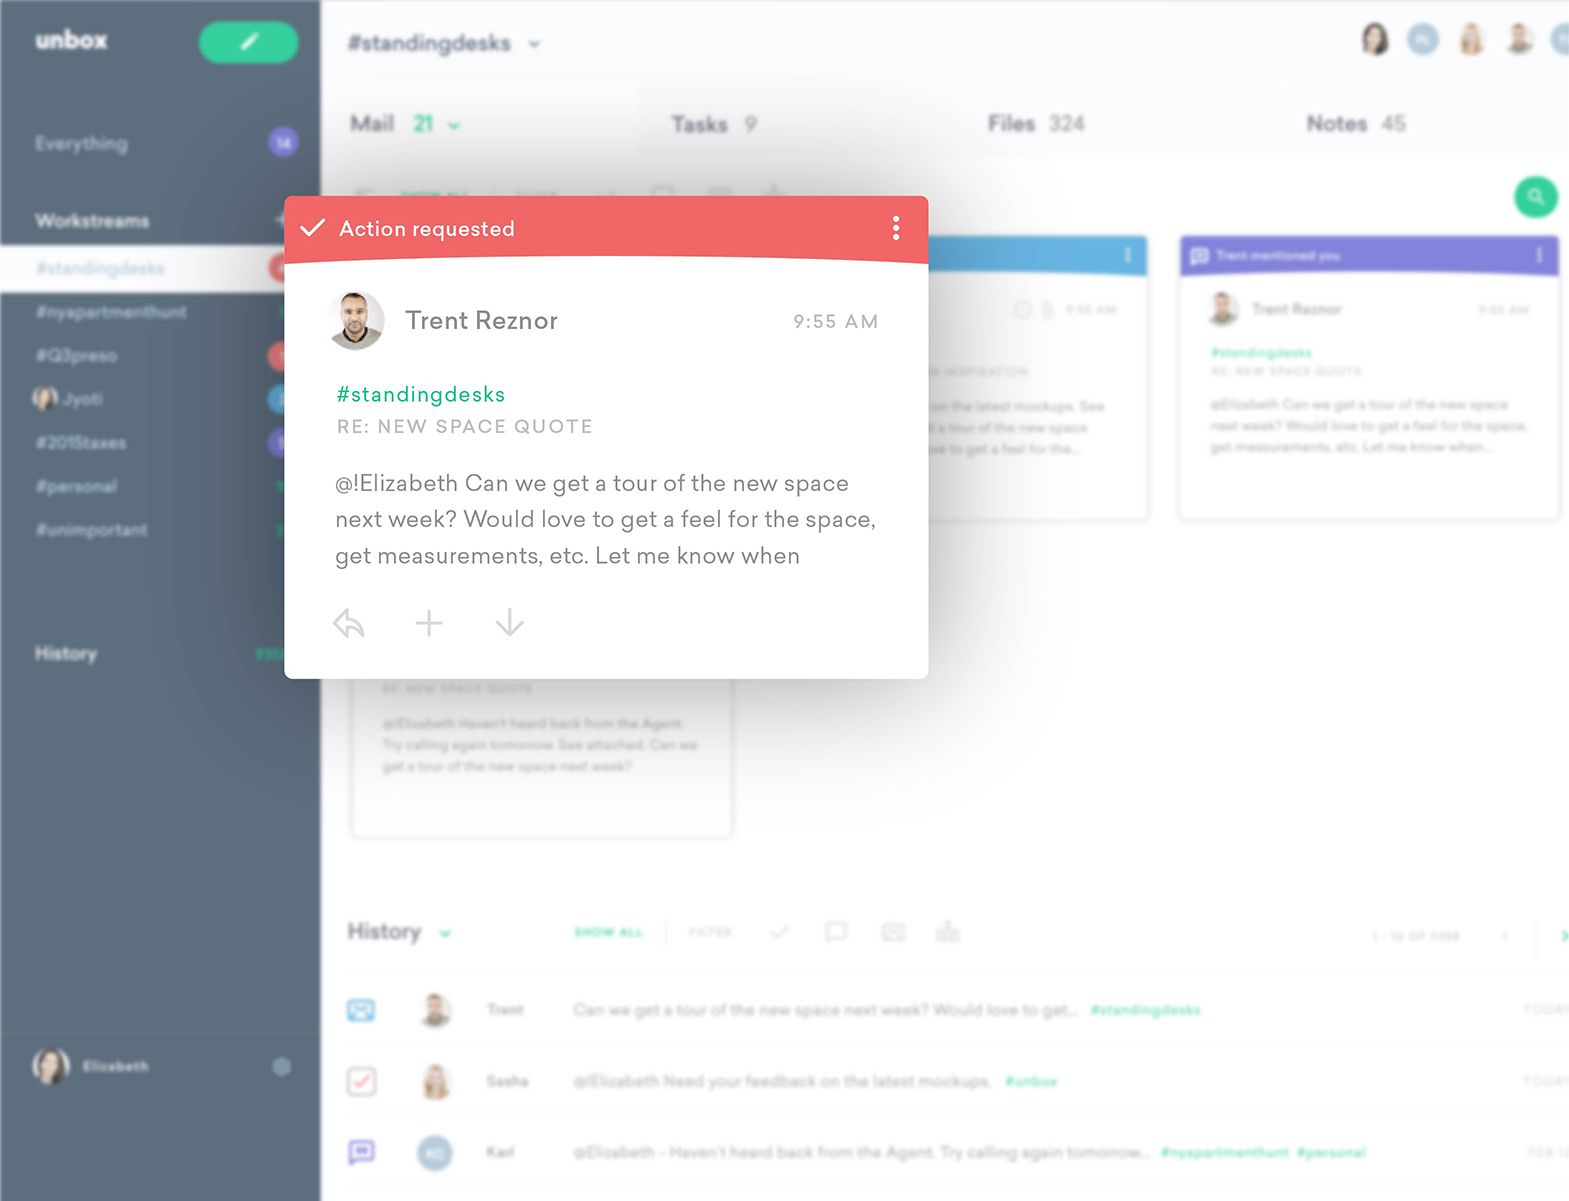 unbox
#standingdesks
Mail 21
Tasks 9
Files 324
Notes 45
Everything 14
Workstreams
#standingdesks
#nyapartmenthunt
#Q3preso
Jyoti
#2015taxes
#personal
#unimportant
History
Elizabeth
SHOW ALL
FILTER
Action requested
Trent Reznor
9:55 AM
#standingdesks
RE: NEW SPACE QUOTE
@!Elizabeth Can we get a tour of the new space
next week? Would love to get a feel for the space,
get measurements, etc. Let me know when
INSPIRATION
on the latest mockups. See
a tour of the new space
to get a feel for the...
Trent mentioned you
Trent Reznor
#standingdesks
RE: NEW SPACE QUOTE
@Elizabeth Can we get a tour of the new space
next week? Would love to get a feel for the space,
get measurements, etc. Let me know when...
RE: NEW SPACE QUOTE
@!Elizabeth Haven't heard back from the Agent.
Try calling again tomorrow. See attached. Can we
get a tour of the new space next week?
History
SHOW ALL
FILTER
1 - 14 OF 9358
Trent
Can we get a tour of the new space next week? Would love to get... #standingdesks
TODAY
Sasha
@!Elizabeth Need your feedback on the latest mockups. #unbox
TODAY
Karl
@Elizabeth - Haven't heard back from the Agent. Try calling again tomorrow... #nyapartmenthunt #personal